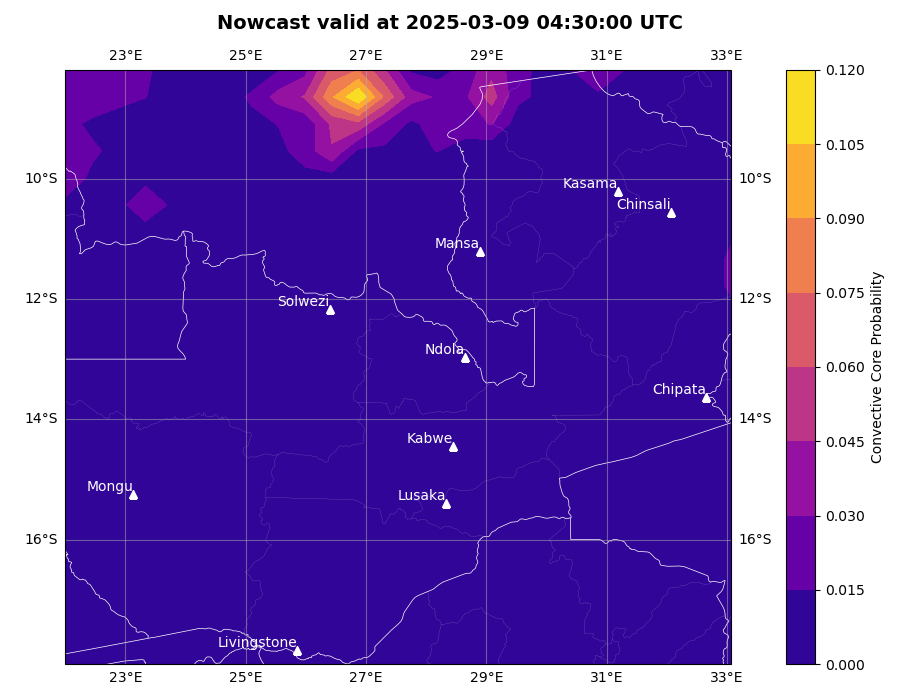 Nowcast valid at 2025-03-09 04:30:00 UTC
23°E 25°E 27°E 29°E 31°E 33°E
0.120
0.105
10°S 10°S
Kasama
Chinsali
0.090
Mansa
12°S 12°S
0.075
Solwezi
Ndola
0.060
Chipata
Convective Core Probability
14°S 14°S
Kabwe
0.045
Mongu
Lusaka
0.030
16°S 16°S
0.015
Livingstone
0.000
23°E 25°E 27°E 29°E 31°E 33°E